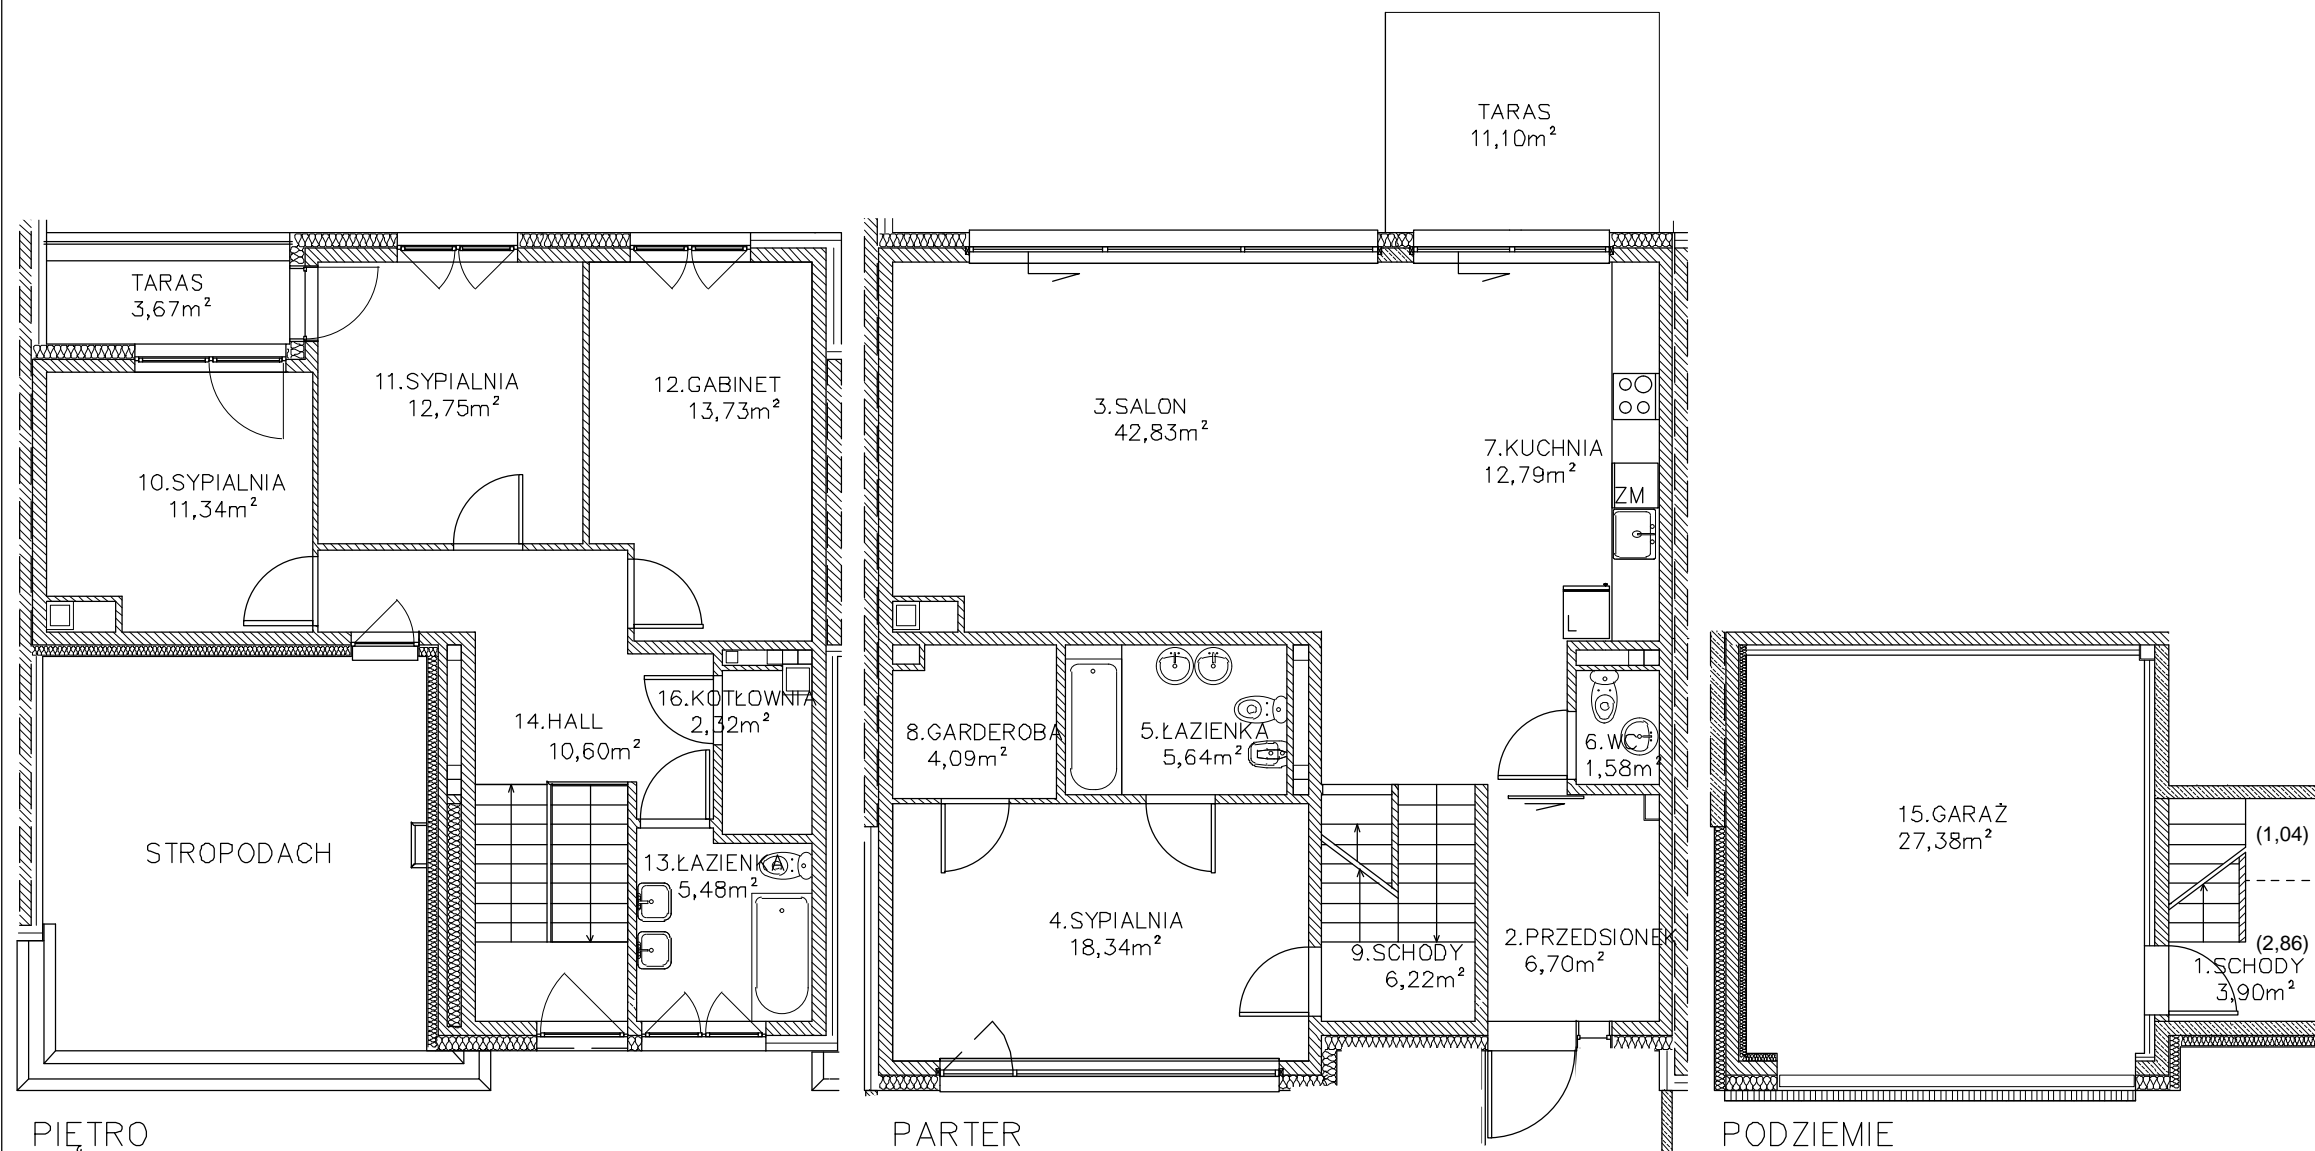 TARAS
3,67m²
11.SYPIALNIA
12,75m²
12.GABINET
13,73m²
10.SYPIALNIA
11,34m²
16.KOTŁOWNIA
2,32m²
14.HALL
10,60m²
STROPODACH
13.ŁAZIENKA
5,48m²
PIĘTRO
TARAS
11,10m²
3.SALON
42,83m²
7.KUCHNIA
12,79m²
ZM
L
8.GARDEROBA
4,09m²
5.ŁAZIENKA
5,64m²
6.WC
1,58m²
4.SYPIALNIA
18,34m²
9.SCHODY
6,22m²
2.PRZEDSIONEK
6,70m²
PARTER
15.GARAŻ
27,38m²
(1,04)
(2,86)
1.SCHODY
3,90m²
PODZIEMIE